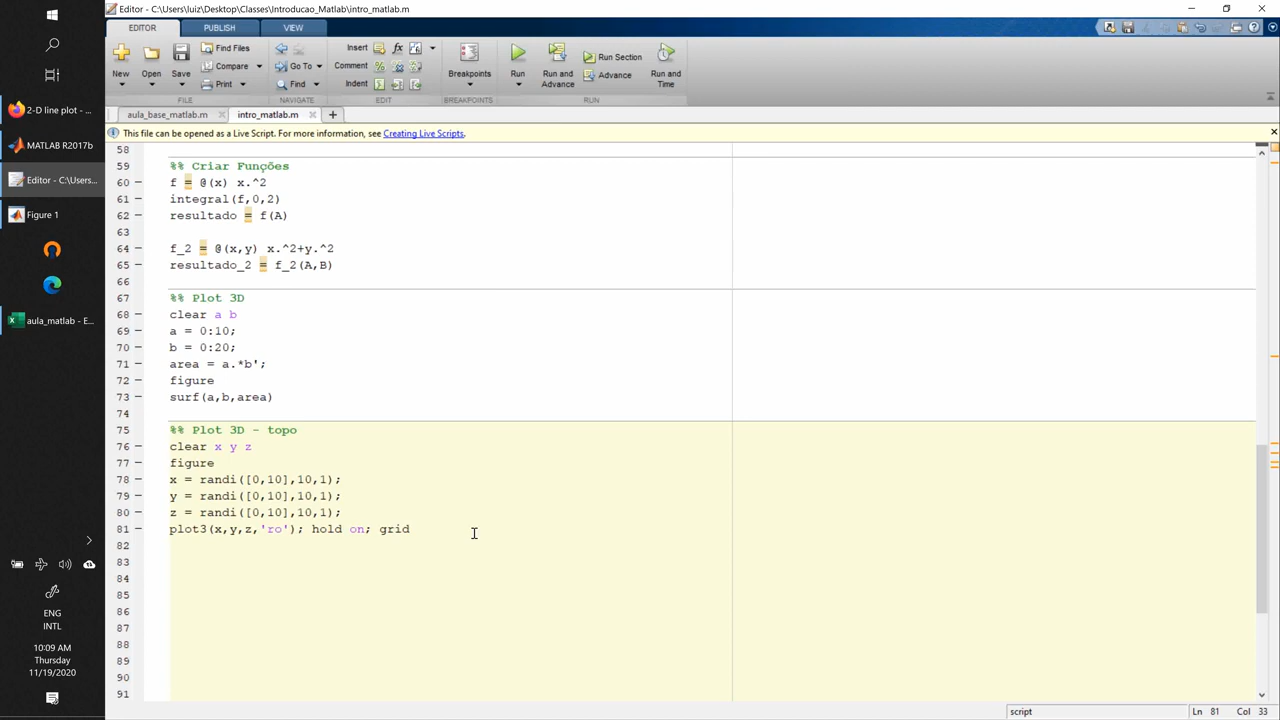 Editor - C:\Users\luiz\Desktop\Classes\Introducao_Matlab\intro_matlab.m
EDITOR PUBLISH VIEW
New Open Save
Find Files
Compare
Print
Insert fx
Comment
Indent
Go To
Find
Breakpoints
Run
Run and Advance
Run Section
Advance
Run and Time
FILE NAVIGATE EDIT BREAKPOINTS RUN
aula_base_matlab.m intro_matlab.m
This file can be opened as a Live Script. For more information, see Creating Live Scripts.
58
59 %% Criar Funções
60 f = @(x) x.^2
61 integral(f,0,2)
62 resultado = f(A)
63
64 f_2 = @(x,y) x.^2+y.^2
65 resultado_2 = f_2(A,B)
66
67 %% Plot 3D
68 clear a b
69 a = 0:10;
70 b = 0:20;
71 area = a.*b';
72 figure
73 surf(a,b,area)
74
75 %% Plot 3D - topo
76 clear x y z
77 figure
78 x = randi([0,10],10,1);
79 y = randi([0,10],10,1);
80 z = randi([0,10],10,1);
81 plot3(x,y,z,'ro'); hold on; grid
82
83
84
85
86
87
88
89
90
91
script Ln 81 Col 33
2-D line plot - ...
MATLAB R2017b
Editor - C:\Users...
Figure 1
aula_matlab - E...
ENG
INTL
10:09 AM
Thursday
11/19/2020